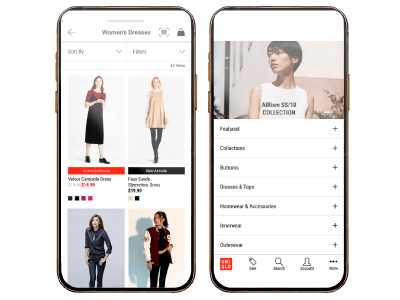 Women's Dresses
Sort By
Filters
Items
Online Exclusive
New Arrivals
Velour Camisole Dress
$14.90
Faux Suede
Sleeveless Dress
$19.90
AIRism SS/18
COLLECTION
Featured
Collections
Bottoms
Dresses & Tops
Homewear & Accessories
Innerwear
Outerwear
UNI
QLO
Sale
Search
Account
More